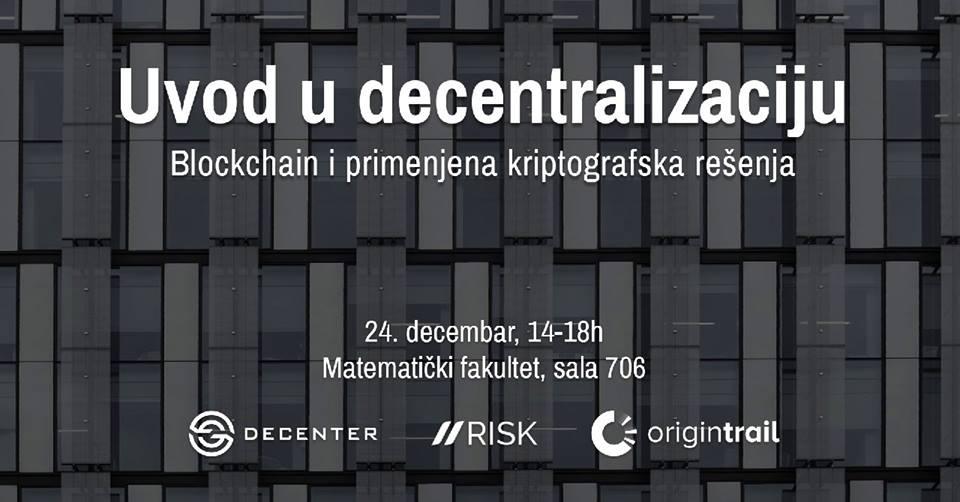 Uvod u decentralizaciju
Blockchain i primenjena kriptografska rešenja
24. decembar, 14-18h
Matematički fakultet, sala 706
DECENTER
//RISK
origintrail